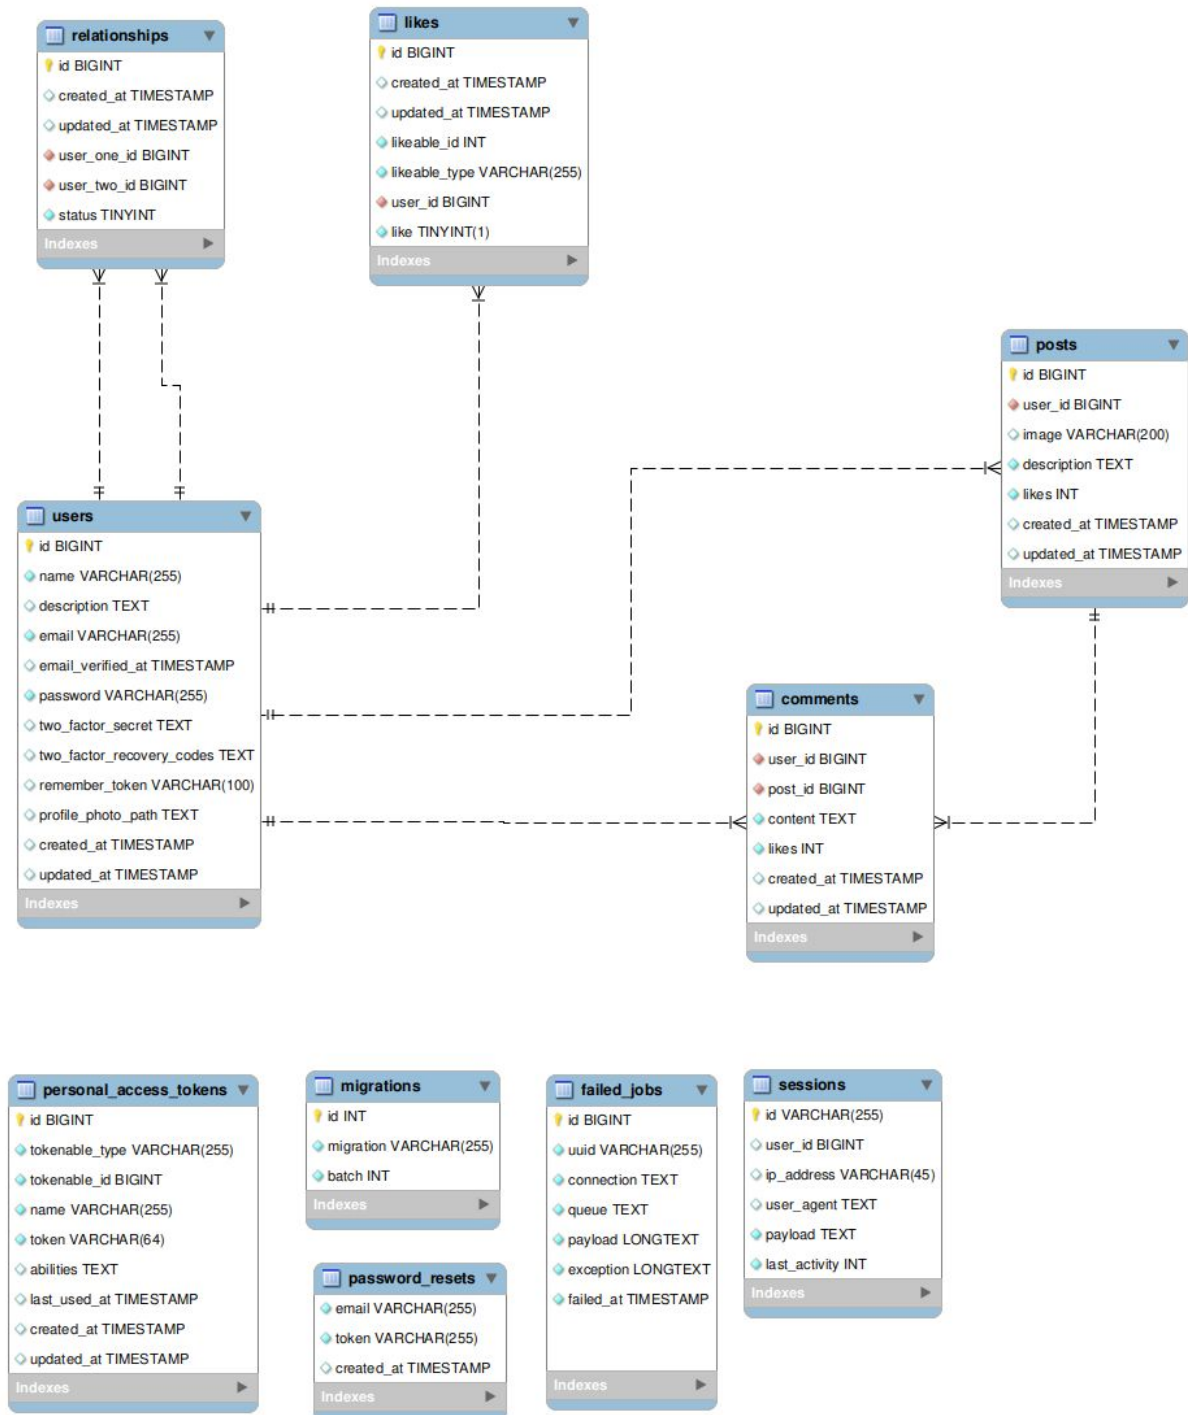 relationships
id BIGINT
created_at TIMESTAMP
updated_at TIMESTAMP
user_one_id BIGINT
user_two_id BIGINT
status TINYINT
Indexes
likes
id BIGINT
created_at TIMESTAMP
updated_at TIMESTAMP
likeable_id INT
likeable_type VARCHAR(255)
user_id BIGINT
like TINYINT(1)
Indexes
posts
id BIGINT
user_id BIGINT
image VARCHAR(200)
description TEXT
likes INT
created_at TIMESTAMP
updated_at TIMESTAMP
Indexes
users
id BIGINT
name VARCHAR(255)
description TEXT
email VARCHAR(255)
email_verified_at TIMESTAMP
password VARCHAR(255)
two_factor_secret TEXT
two_factor_recovery_codes TEXT
remember_token VARCHAR(100)
profile_photo_path TEXT
created_at TIMESTAMP
updated_at TIMESTAMP
Indexes
comments
id BIGINT
user_id BIGINT
post_id BIGINT
content TEXT
likes INT
created_at TIMESTAMP
updated_at TIMESTAMP
Indexes
personal_access_tokens
id BIGINT
tokenable_type VARCHAR(255)
tokenable_id BIGINT
name VARCHAR(255)
token VARCHAR(64)
abilities TEXT
last_used_at TIMESTAMP
created_at TIMESTAMP
updated_at TIMESTAMP
Indexes
migrations
id INT
migration VARCHAR(255)
batch INT
Indexes
password_resets
email VARCHAR(255)
token VARCHAR(255)
created_at TIMESTAMP
Indexes
failed_jobs
id BIGINT
uuid VARCHAR(255)
connection TEXT
queue TEXT
payload LONGTEXT
exception LONGTEXT
failed_at TIMESTAMP
Indexes
sessions
id VARCHAR(255)
user_id BIGINT
ip_address VARCHAR(45)
user_agent TEXT
payload TEXT
last_activity INT
Indexes